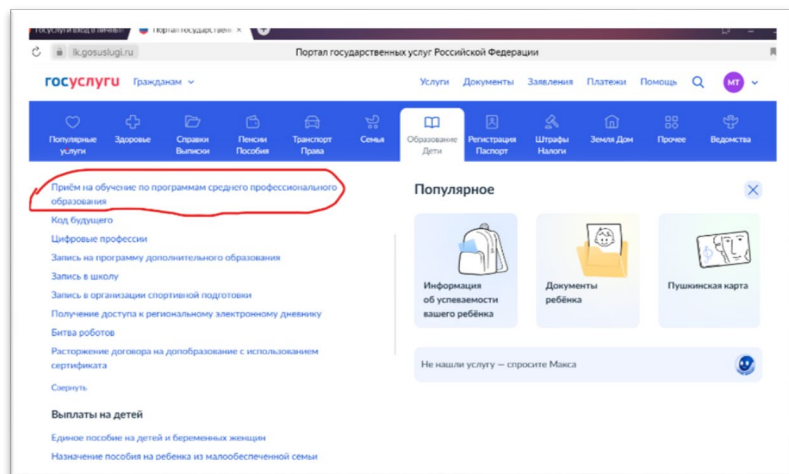 lk.gosuslugi.ru
Портал государственных услуг Российской Федерации
госуслуги Гражданам
Услуги Документы Заявления Платежи Помощь МТ
Популярные услуги
Здоровье
Справки Выписки
Пенсии Пособия
Транспорт Права
Семья
Образование Дети
Регистрация Паспорт
Штрафы Налоги
Земля Дом
Прочее
Ведомства
Приём на обучение по программам среднего профессионального
образования
Код будущего
Цифровые профессии
Запись на программу дополнительного образования
Запись в школу
Запись в организации спортивной подготовки
Получение доступа к региональному электронному дневнику
Битва роботов
Расторжение договора на допобразование с использованием
сертификата
Свернуть
Выплаты на детей
Единое пособие на детей и беременных женщин
Назначение пособия на ребенка из малообеспеченной семьи
Популярное
Информация
об успеваемости
вашего ребёнка
Документы
ребёнка
Пушкинская карта
Не нашли услугу — спросите Макса